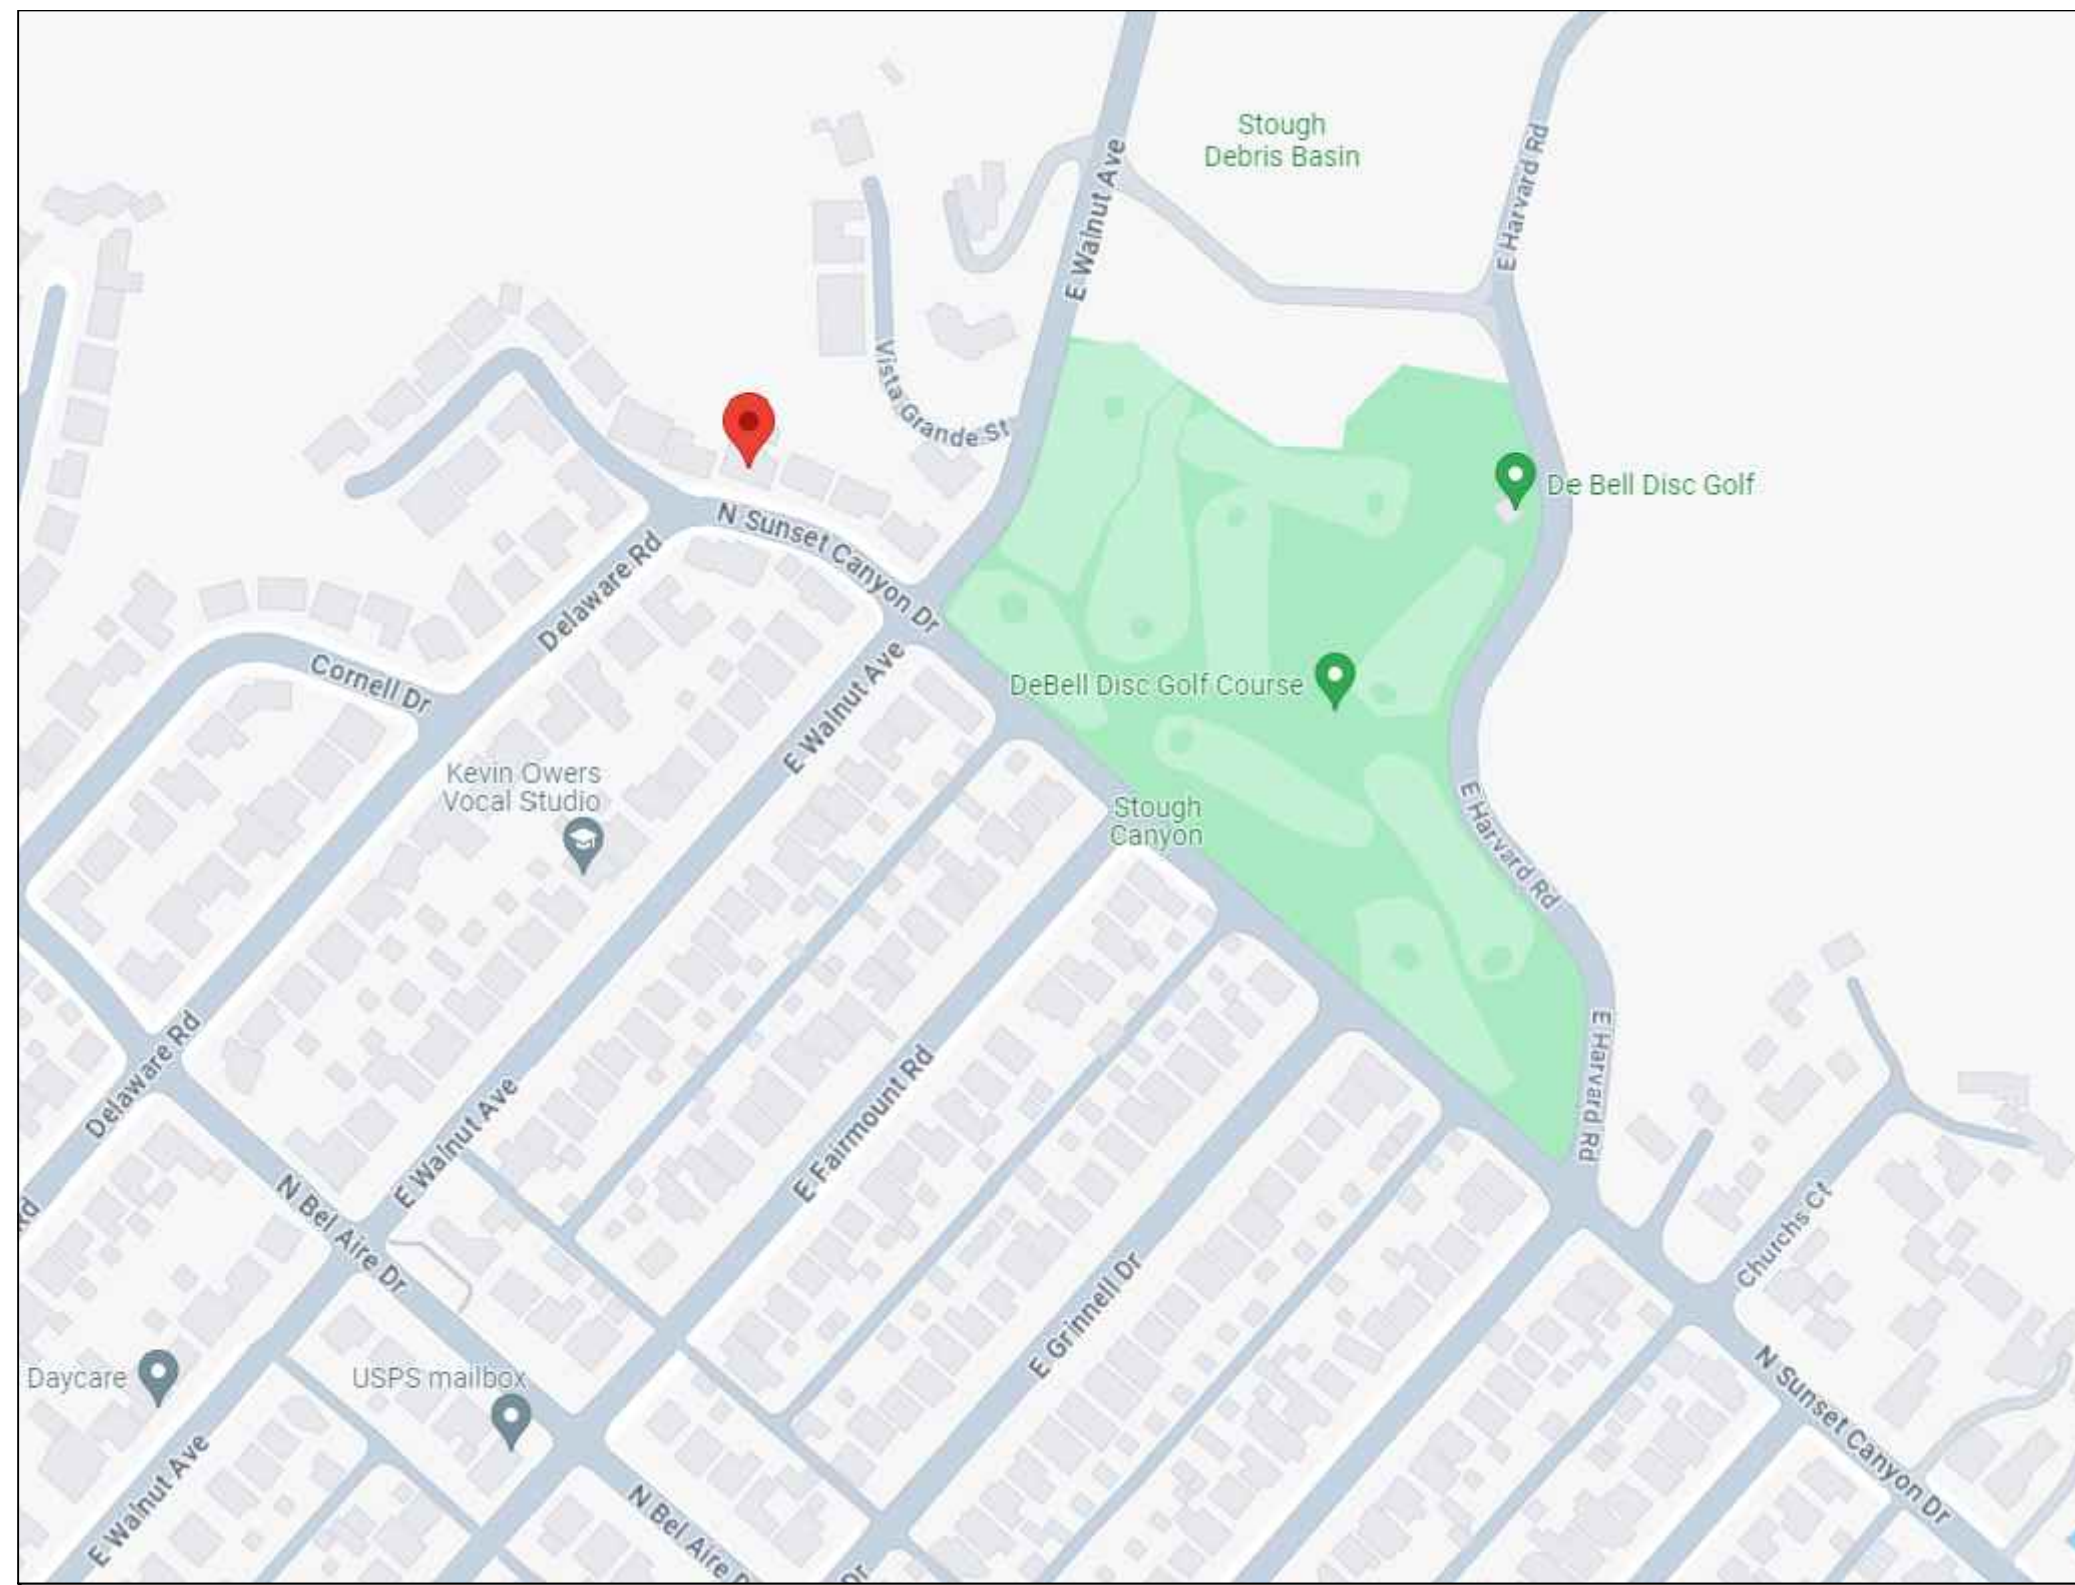 Stough
Debris Basin
E Harvard Rd
E Walnut Ave
Vista Grande St
De Bell Disc Golf
N Sunset Canyon Dr
Delaware Rd
Cornell Dr
E Walnut Ave
DeBell Disc Golf Course
Kevin Owers
Vocal Studio
Stough
Canyon
E Harvard Rd
Delaware Rd
E Harvard Rd
E Walnut Ave
E Fairmount Rd
N Bel Aire Dr
Rd
Churchs Ct
E Grinnell Dr
Daycare
USPS mailbox
N Sunset Canyon Dr
E Walnut Ave
N Bel Aire D
Dr